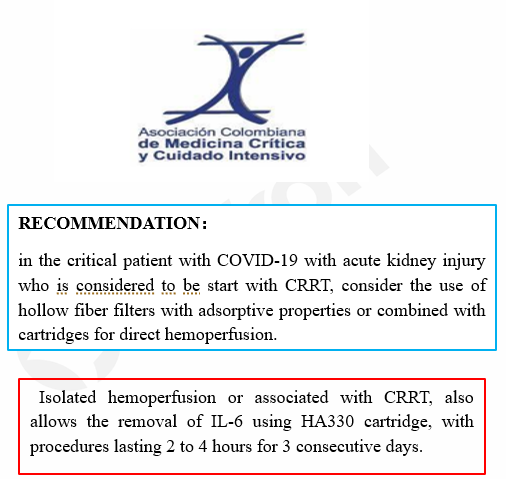 Asociación Colombiana
de Medicina Crítica
y Cuidado Intensivo
RECOMMENDATION:
in the critical patient with COVID-19 with acute kidney injury
who is considered to be start with CRRT, consider the use of
hollow fiber filters with adsorptive properties or combined with
cartridges for direct hemoperfusion.
Isolated hemoperfusion or associated with CRRT, also
allows the removal of IL-6 using HA330 cartridge, with
procedures lasting 2 to 4 hours for 3 consecutive days.